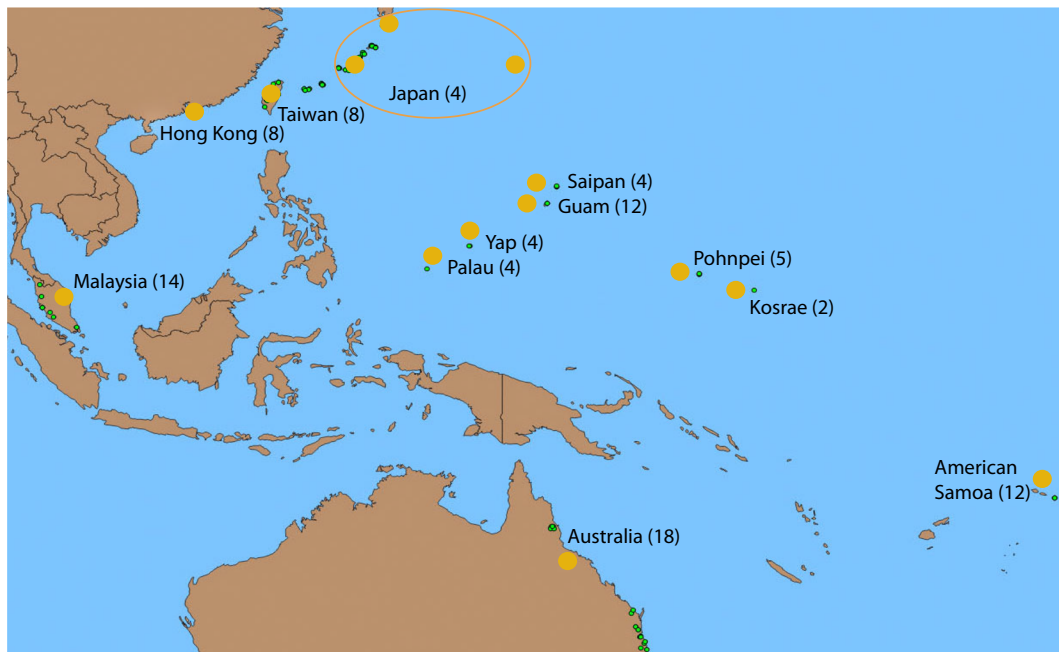 Japan (4)
Taiwan (8)
Hong Kong (8)
Saipan (4)
Guam (12)
Yap (4)
Palau (4)
Pohnpei (5)
Kosrae (2)
Malaysia (14)
American
Samoa (12)
Australia (18)